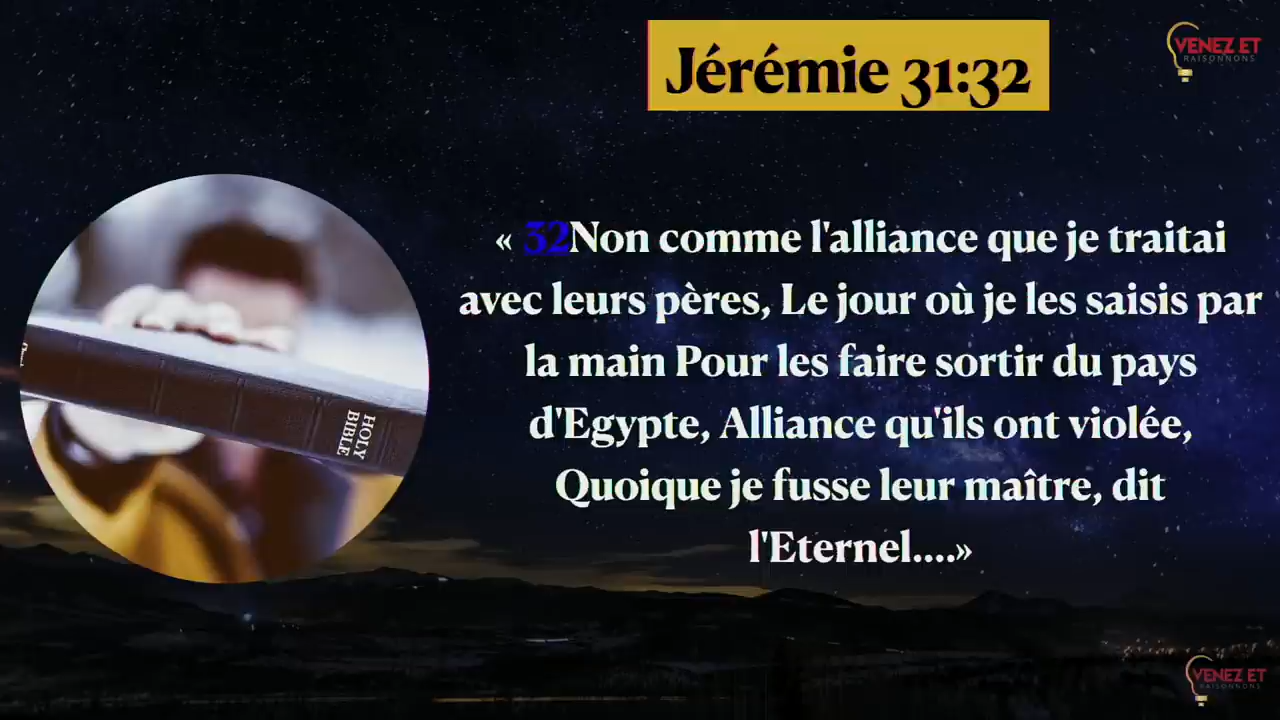 Jérémie 31:32
VENEZ ET
RAISONNONS
« 32Non comme l'alliance que je traitai
avec leurs pères, Le jour où je les saisis par
la main Pour les faire sortir du pays
d'Egypte, Alliance qu'ils ont violée,
Quoique je fusse leur maître, dit
l'Eternel....»
HOLY
BIBLE
VENEZ ET
RAISONNONS